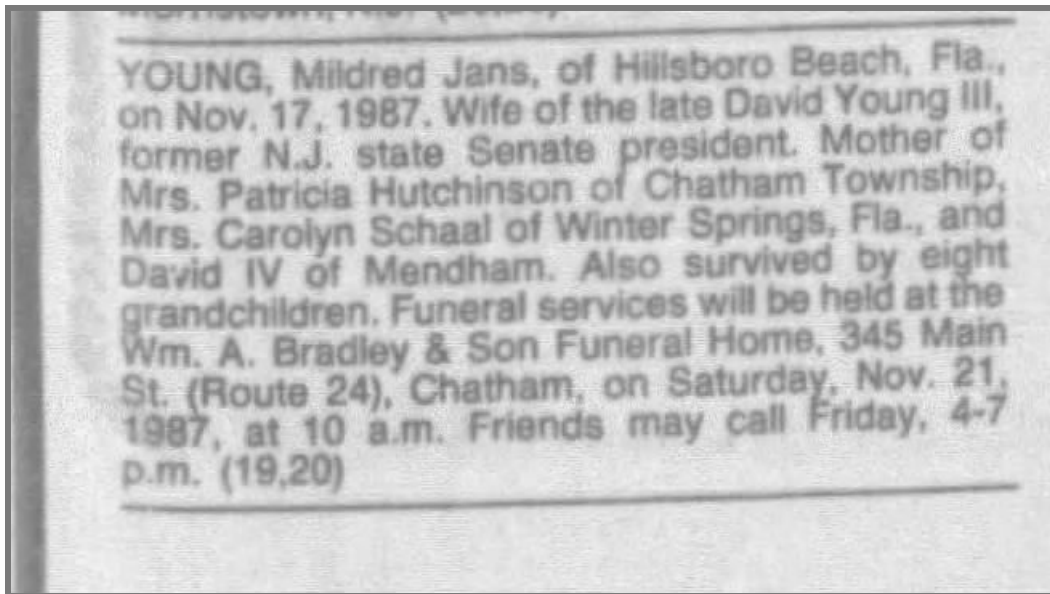 YOUNG, Mildred Jans, of Hillsboro Beach, Fla.,
on Nov. 17, 1987. Wife of the late David Young III,
former N.J. state Senate president. Mother of
Mrs. Patricia Hutchinson of Chatham Township,
Mrs. Carolyn Schaal of Winter Springs, Fla., and
David IV of Mendham. Also survived by eight
grandchildren. Funeral services will be held at the
Wm. A. Bradley & Son Funeral Home, 345 Main
St. (Route 24), Chatham, on Saturday, Nov. 21,
1987, at 10 a.m. Friends may call Friday, 4-7
p.m. (19,20)